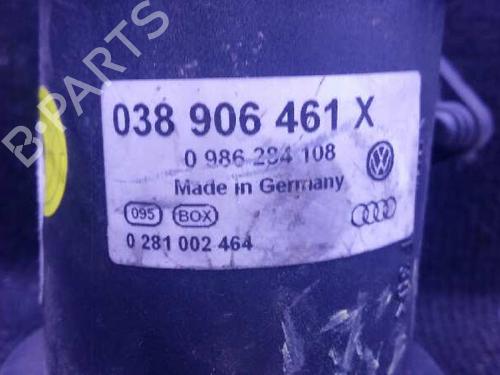 038 906 461 X
0 986 284 108
Made in Germany
095 BOX
0 281 002 464
B-PARTS